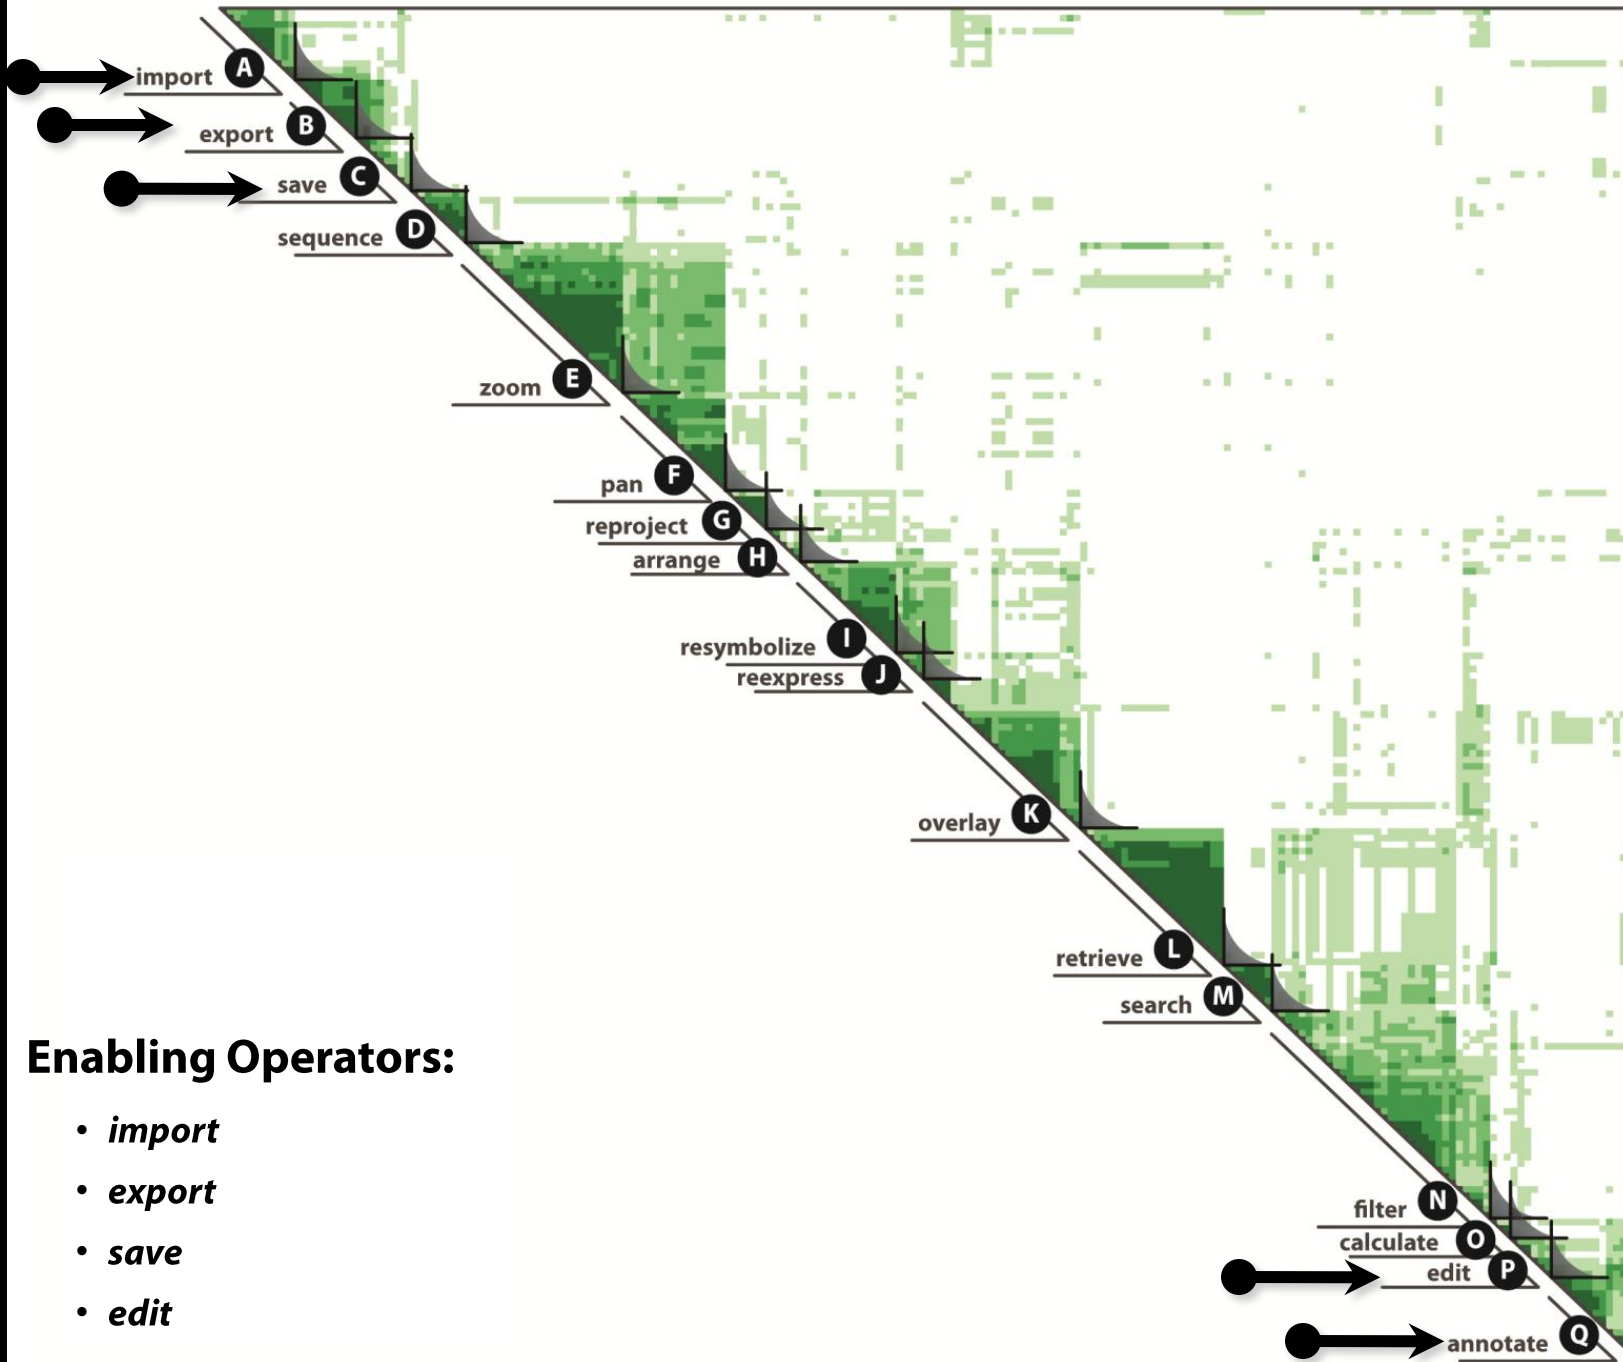 import A
export B
save C
sequence D
zoom E
pan F
reproject G
arrange H
resymbolize I
reexpress J
overlay K
retrieve L
search M
filter N
calculate O
edit P
annotate Q
Enabling Operators:
• import
• export
• save
• edit